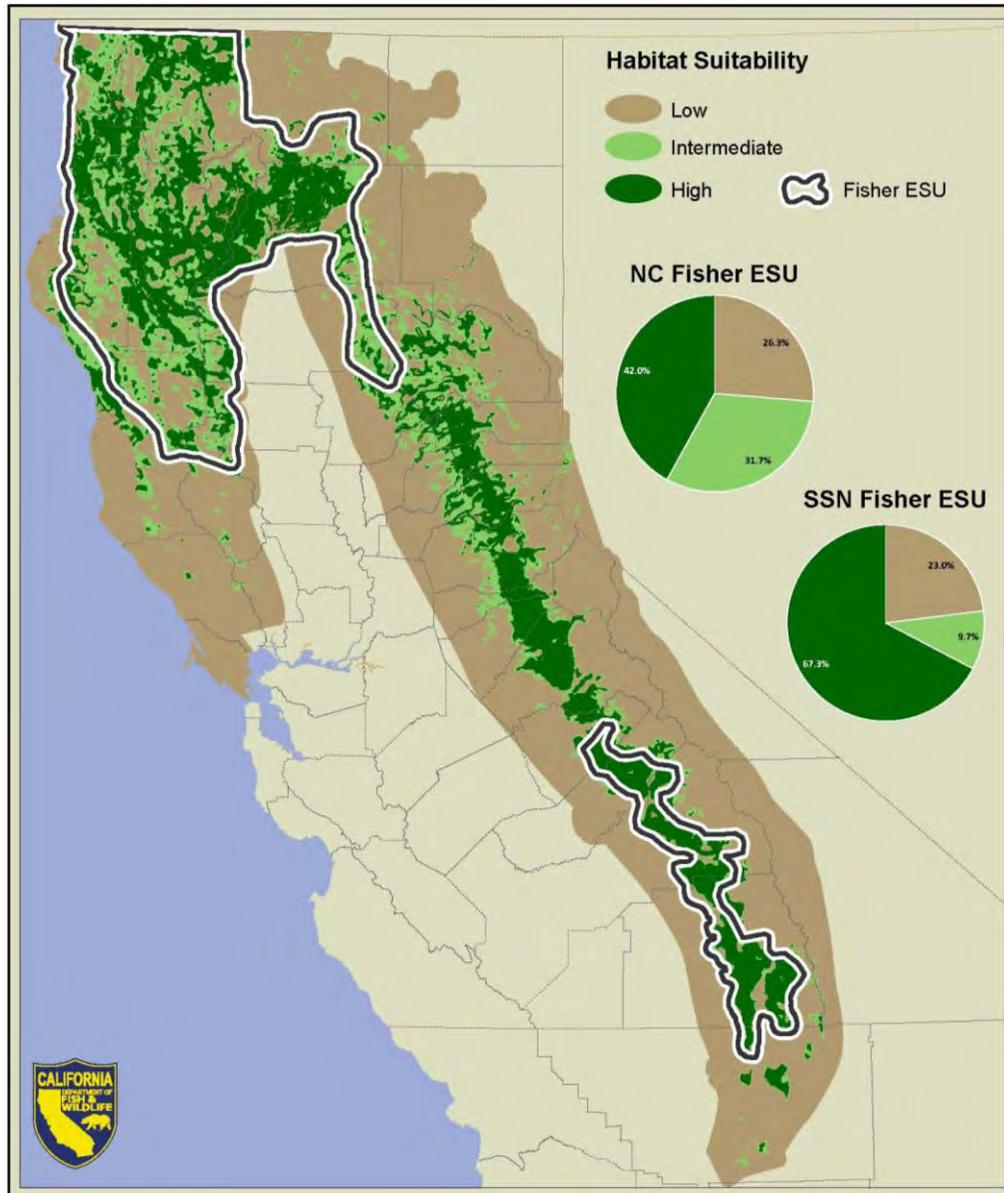 Habitat Suitability
Low
Intermediate
High
Fisher ESU
NC Fisher ESU
26.3%
42.0%
31.7%
SSN Fisher ESU
23.0%
9.7%
67.3%
CALIFORNIA
DEPARTMENT OF
FISH &
WILDLIFE